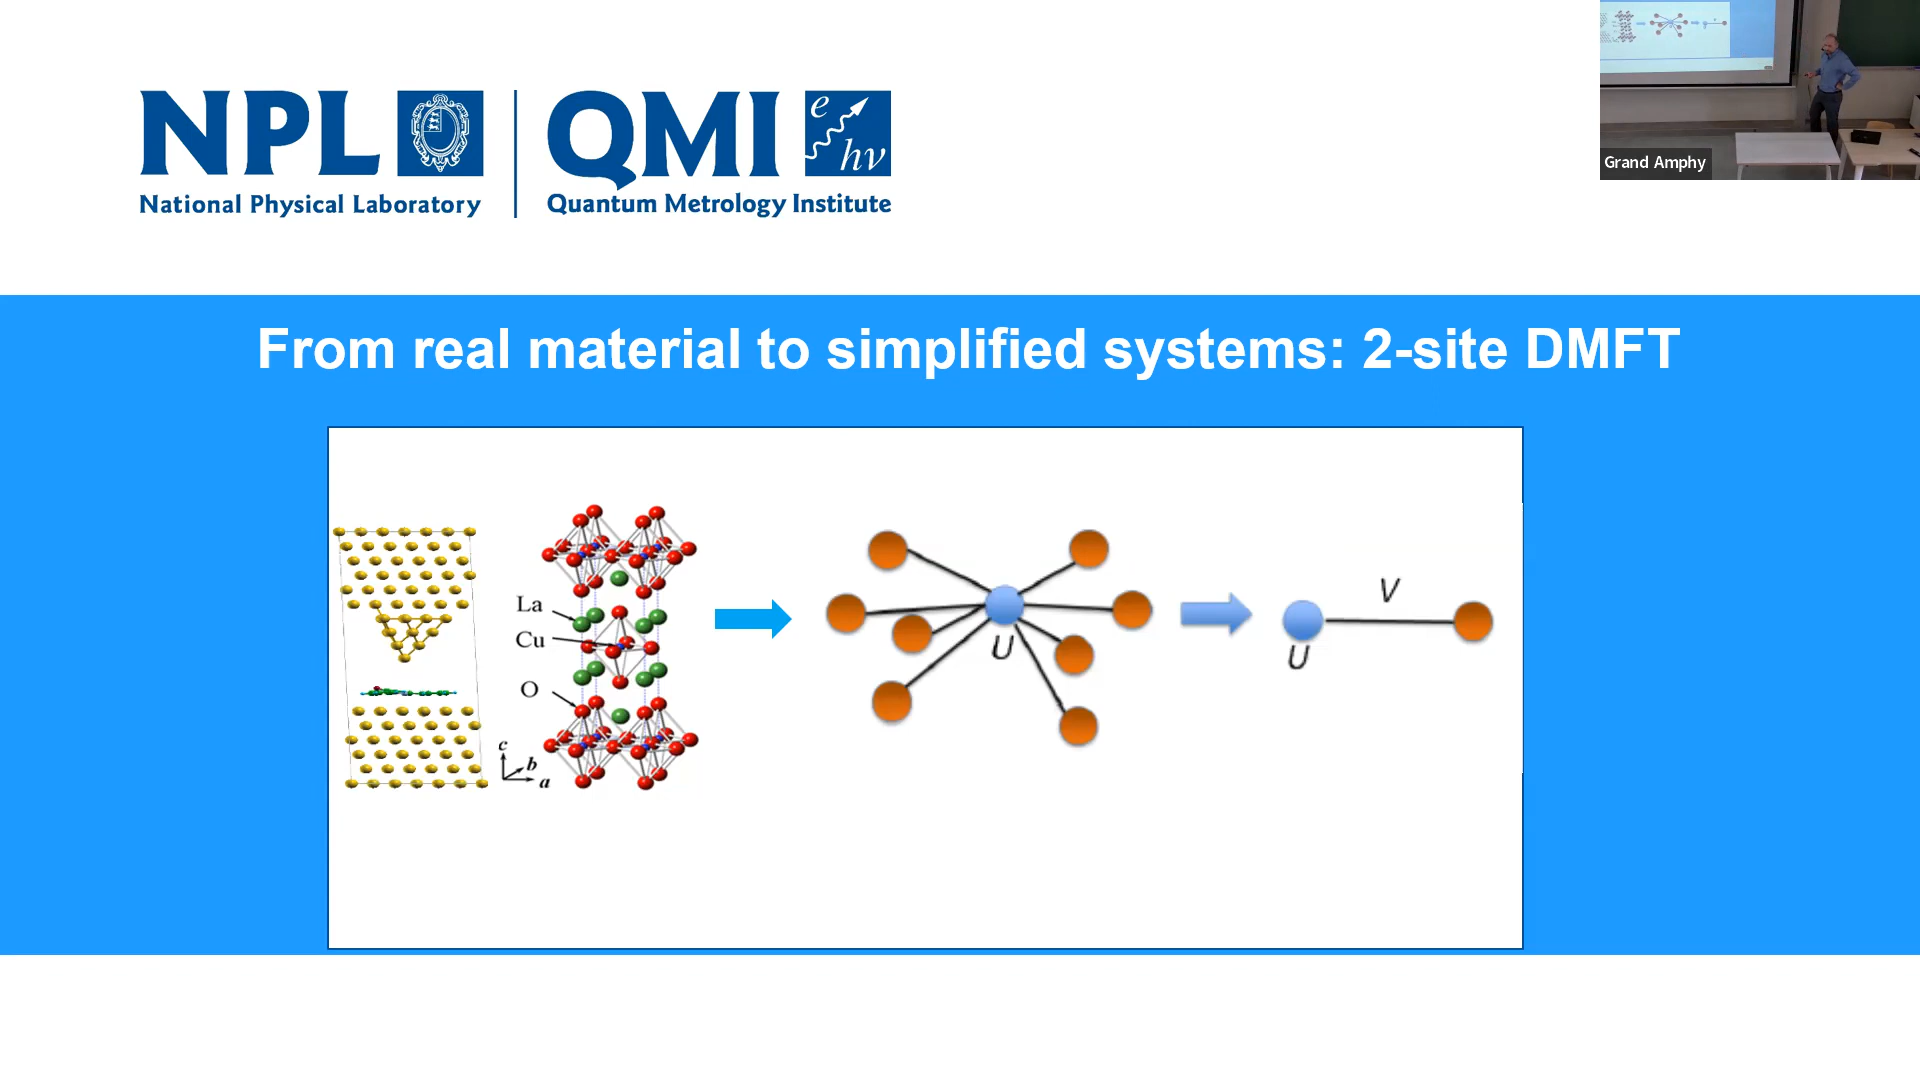 NPL
National Physical Laboratory
QMI
Quantum Metrology Institute
e
hν
Grand Amphy
From real material to simplified systems: 2-site DMFT
La
Cu
O
c
b
a
U
V
U